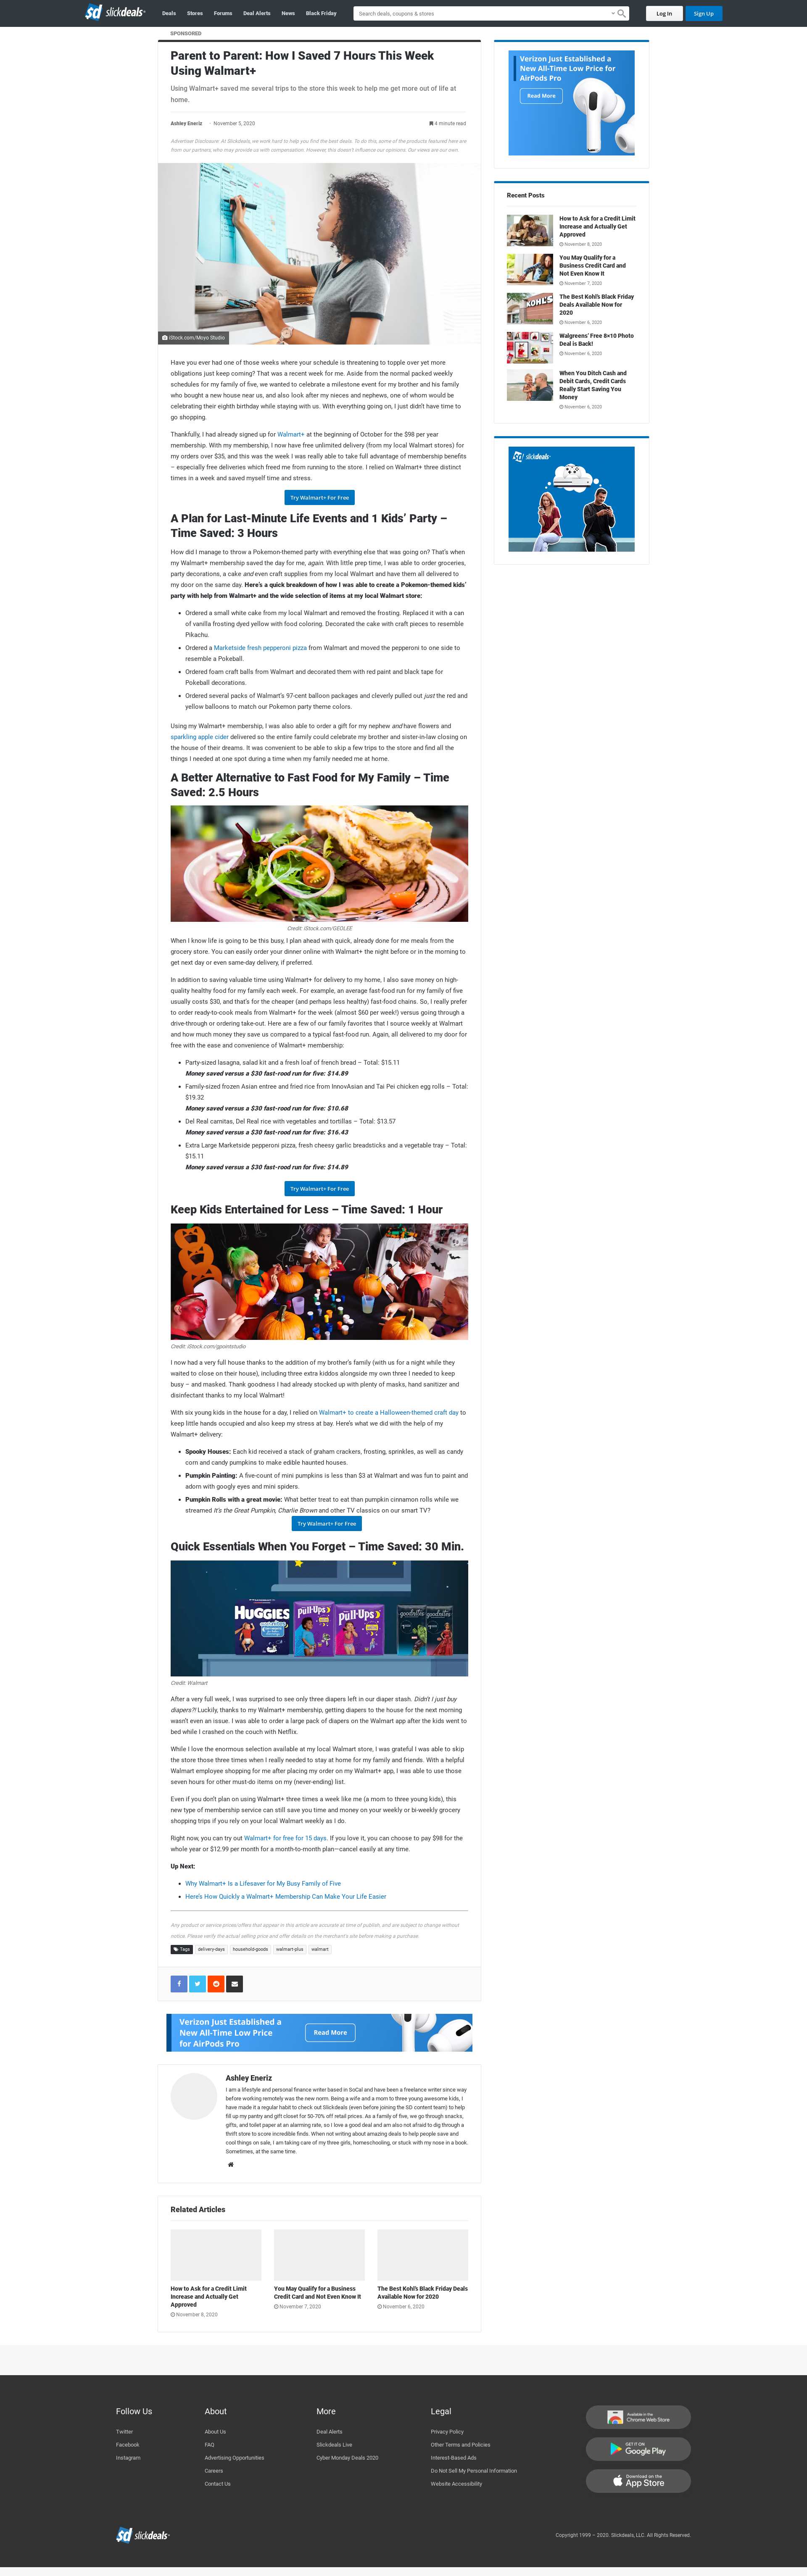 slickdeals
Deals Stores Forums Deal Alerts News Black Friday
Search deals, coupons & stores
Log In Sign Up
SPONSORED
Parent to Parent: How I Saved 7 Hours This Week
Using Walmart+
Using Walmart+ saved me several trips to the store this week to help me get more out of life at
home.
Ashley Eneriz - November 5, 2020 4 minute read
Advertiser Disclosure: At Slickdeals, we work hard to help you find the best deals. To do this, some of the products featured here are
from our partners who may provide us with compensation. However, this doesn't influence our opinions. Our views are our own.
iStock.com/Moyo Studio
Have you ever had one of those weeks where your schedule is threatening to topple over yet more
obligations just keep coming? That was a recent week for me. Aside from the normal packed weekly
schedules for my family of five, we wanted to celebrate a milestone event for my brother and his family
who bought a new house near us, and also look after my nieces and nephews, one of whom would be
celebrating their eighth birthday while staying with us. With everything going on, I just didn't have time to
go shopping.
Thankfully, I had already signed up for Walmart+ at the beginning of October for the $98 per year
membership. With my membership, I now have free unlimited delivery (from my local Walmart stores) for
my orders over $35, and this was the week I was really able to take full advantage of membership benefits
– especially free deliveries which freed me from running to the store. I relied on Walmart+ three distinct
times in a week and saved myself time and stress.
Try Walmart+ For Free
A Plan for Last-Minute Life Events and 1 Kids' Party –
Time Saved: 3 Hours
How did I manage to throw a Pokemon-themed party with everything else that was going on? That's when
my Walmart+ membership saved the day for me, again. With little prep time, I was able to order groceries,
party decorations, a cake and even craft supplies from my local Walmart and have them all delivered to
my door on the same day. Here's a quick breakdown of how I was able to create a Pokemon-themed kids'
party with help from Walmart+ and the wide selection of items at my local Walmart store:
• Ordered a small white cake from my local Walmart and removed the frosting. Replaced it with a can
of vanilla frosting dyed yellow with food coloring. Decorated the cake with craft pieces to resemble
Pikachu.
• Ordered a Marketside fresh pepperoni pizza from Walmart and moved the pepperoni to one side to
resemble a Pokeball.
• Ordered foam craft balls from Walmart and decorated them with red paint and black tape for
Pokeball decorations.
• Ordered several packs of Walmart's 97-cent balloon packages and cleverly pulled out just the red and
yellow balloons to match our Pokemon party theme colors.
Using my Walmart+ membership, I was also able to order a gift for my nephew and have flowers and
sparkling apple cider delivered so the entire family could celebrate my brother and sister-in-law closing on
the house of their dreams. It was convenient to be able to skip a few trips to the store and find all the
things I needed at one spot during a time when my family needed me at home.
A Better Alternative to Fast Food for My Family – Time
Saved: 2.5 Hours
Credit: iStock.com/GEOLEE
When I know life is going to be this busy, I plan ahead with quick, already done for me meals from the
grocery store. You can easily order your dinner online with Walmart+ the night before or in the morning to
get next day or even same-day delivery, if preferred.
In addition to saving valuable time using Walmart+ for delivery to my home, I also save money on high-
quality healthy food for my family each week. For example, an average fast-food run for my family of five
usually costs $30, and that's for the cheaper (and perhaps less healthy) fast-food chains. So, I really prefer
to order ready-to-cook meals from Walmart+ for the week (almost $60 per week!) versus going through a
drive-through or ordering take-out. Here are a few of our family favorites that I source weekly at Walmart
and how much money they save us compared to a typical fast-food run. Again, all delivered to my door for
free with the ease and convenience of Walmart+ membership:
• Party-sized lasagna, salad kit and a fresh loaf of french bread – Total: $15.11
Money saved versus a $30 fast-rood run for five: $14.89
• Family-sized frozen Asian entree and fried rice from InnovAsian and Tai Pei chicken egg rolls – Total:
$19.32
Money saved versus a $30 fast-rood run for five: $10.68
• Del Real carnitas, Del Real rice with vegetables and tortillas – Total: $13.57
Money saved versus a $30 fast-rood run for five: $16.43
• Extra Large Marketside pepperoni pizza, fresh cheesy garlic breadsticks and a vegetable tray – Total:
$15.11
Money saved versus a $30 fast-rood run for five: $14.89
Try Walmart+ For Free
Keep Kids Entertained for Less – Time Saved: 1 Hour
Credit: iStock.com/gpointstudio
I now had a very full house thanks to the addition of my brother's family (with us for a night while they
waited to close on their house), including three extra kiddos alongside my own three I needed to keep
busy – and masked. Thank goodness I had already stocked up with plenty of masks, hand sanitizer and
disinfectant thanks to my local Walmart!
With six young kids in the house for a day, I relied on Walmart+ to create a Halloween-themed craft day to
keep little hands occupied and also keep my stress at bay. Here's what we did with the help of my
Walmart+ delivery:
• Spooky Houses: Each kid received a stack of graham crackers, frosting, sprinkles, as well as candy
corn and candy pumpkins to make edible haunted houses.
• Pumpkin Painting: A five-count of mini pumpkins is less than $3 at Walmart and was fun to paint and
adorn with googly eyes and mini spiders.
• Pumpkin Rolls with a great movie: What better treat to eat than pumpkin cinnamon rolls while we
streamed It's the Great Pumpkin, Charlie Brown and other TV classics on our smart TV?
Try Walmart+ For Free
Quick Essentials When You Forget – Time Saved: 30 Min.
HUGGIES Pull-Ups Pull-Ups goodnites goodnites
Credit: Walmart
After a very full week, I was surprised to see only three diapers left in our diaper stash. Didn't I just buy
diapers?! Luckily, thanks to my Walmart+ membership, getting diapers to the house for the next morning
wasn't even an issue. I was able to order a large pack of diapers on the Walmart app after the kids went to
bed while I crashed on the couch with Netflix.
While I love the enormous selection available at my local Walmart store, I was grateful I was able to skip
the store those three times when I really needed to stay at home for my family and friends. With a helpful
Walmart employee shopping for me after placing my order on my Walmart+ app, I was able to use those
seven hours for other must-do items on my (never-ending) list.
Even if you don't plan on using Walmart+ three times a week like me (a mom to three young kids), this
new type of membership service can still save you time and money on your weekly or bi-weekly grocery
shopping trips if you rely on your local Walmart weekly as I do.
Right now, you can try out Walmart+ for free for 15 days. If you love it, you can choose to pay $98 for the
whole year or $12.99 per month for a month-to-month plan—cancel easily at any time.
Up Next:
• Why Walmart+ Is a Lifesaver for My Busy Family of Five
• Here's How Quickly a Walmart+ Membership Can Make Your Life Easier
Any product or service prices/offers that appear in this article are accurate at time of publish, and are subject to change without
notice. Please verify the actual selling price and offer details on the merchant's site before making a purchase.
Tags delivery-days household-goods walmart-plus walmart
Verizon Just Established a
New All-Time Low Price
for AirPods Pro
Read More
Ashley Eneriz
I am a lifestyle and personal finance writer based in SoCal and have been a freelance writer since way
before working remotely was the new norm. Being a wife and a mom to three young awesome kids, I
have made it a regular habit to check out Slickdeals (even before joining the SD content team) to help
fill up my pantry and gift closet for 50-70% off retail prices. As a family of five, we go through snacks,
gifts, and toilet paper at an alarming rate, so I love a good deal and am also not afraid to dig through a
thrift store to score incredible finds. When not writing about amazing deals to help people save and
cool things on sale, I am taking care of my three girls, homeschooling, or stuck with my nose in a book.
Sometimes, at the same time.
Related Articles
How to Ask for a Credit Limit
Increase and Actually Get
Approved
November 8, 2020
You May Qualify for a Business
Credit Card and Not Even Know It
November 7, 2020
The Best Kohl's Black Friday Deals
Available Now for 2020
November 6, 2020
Verizon Just Established a
New All-Time Low Price for
AirPods Pro
Read More
Recent Posts
How to Ask for a Credit Limit
Increase and Actually Get
Approved
November 8, 2020
You May Qualify for a
Business Credit Card and
Not Even Know It
November 7, 2020
KOHL'S
The Best Kohl's Black Friday
Deals Available Now for
2020
November 6, 2020
Walgreens' Free 8×10 Photo
Deal is Back!
November 6, 2020
When You Ditch Cash and
Debit Cards, Credit Cards
Really Start Saving You
Money
November 6, 2020
slickdeals
Follow Us
Twitter
Facebook
Instagram
About
About Us
FAQ
Advertising Opportunities
Careers
Contact Us
More
Deal Alerts
Slickdeals Live
Cyber Monday Deals 2020
Legal
Privacy Policy
Other Terms and Policies
Interest-Based Ads
Do Not Sell My Personal Information
Website Accessibility
Available in the
Chrome Web Store
GET IT ON
Google Play
Download on the
App Store
slickdeals
Copyright 1999 – 2020. Slickdeals, LLC. All Rights Reserved.